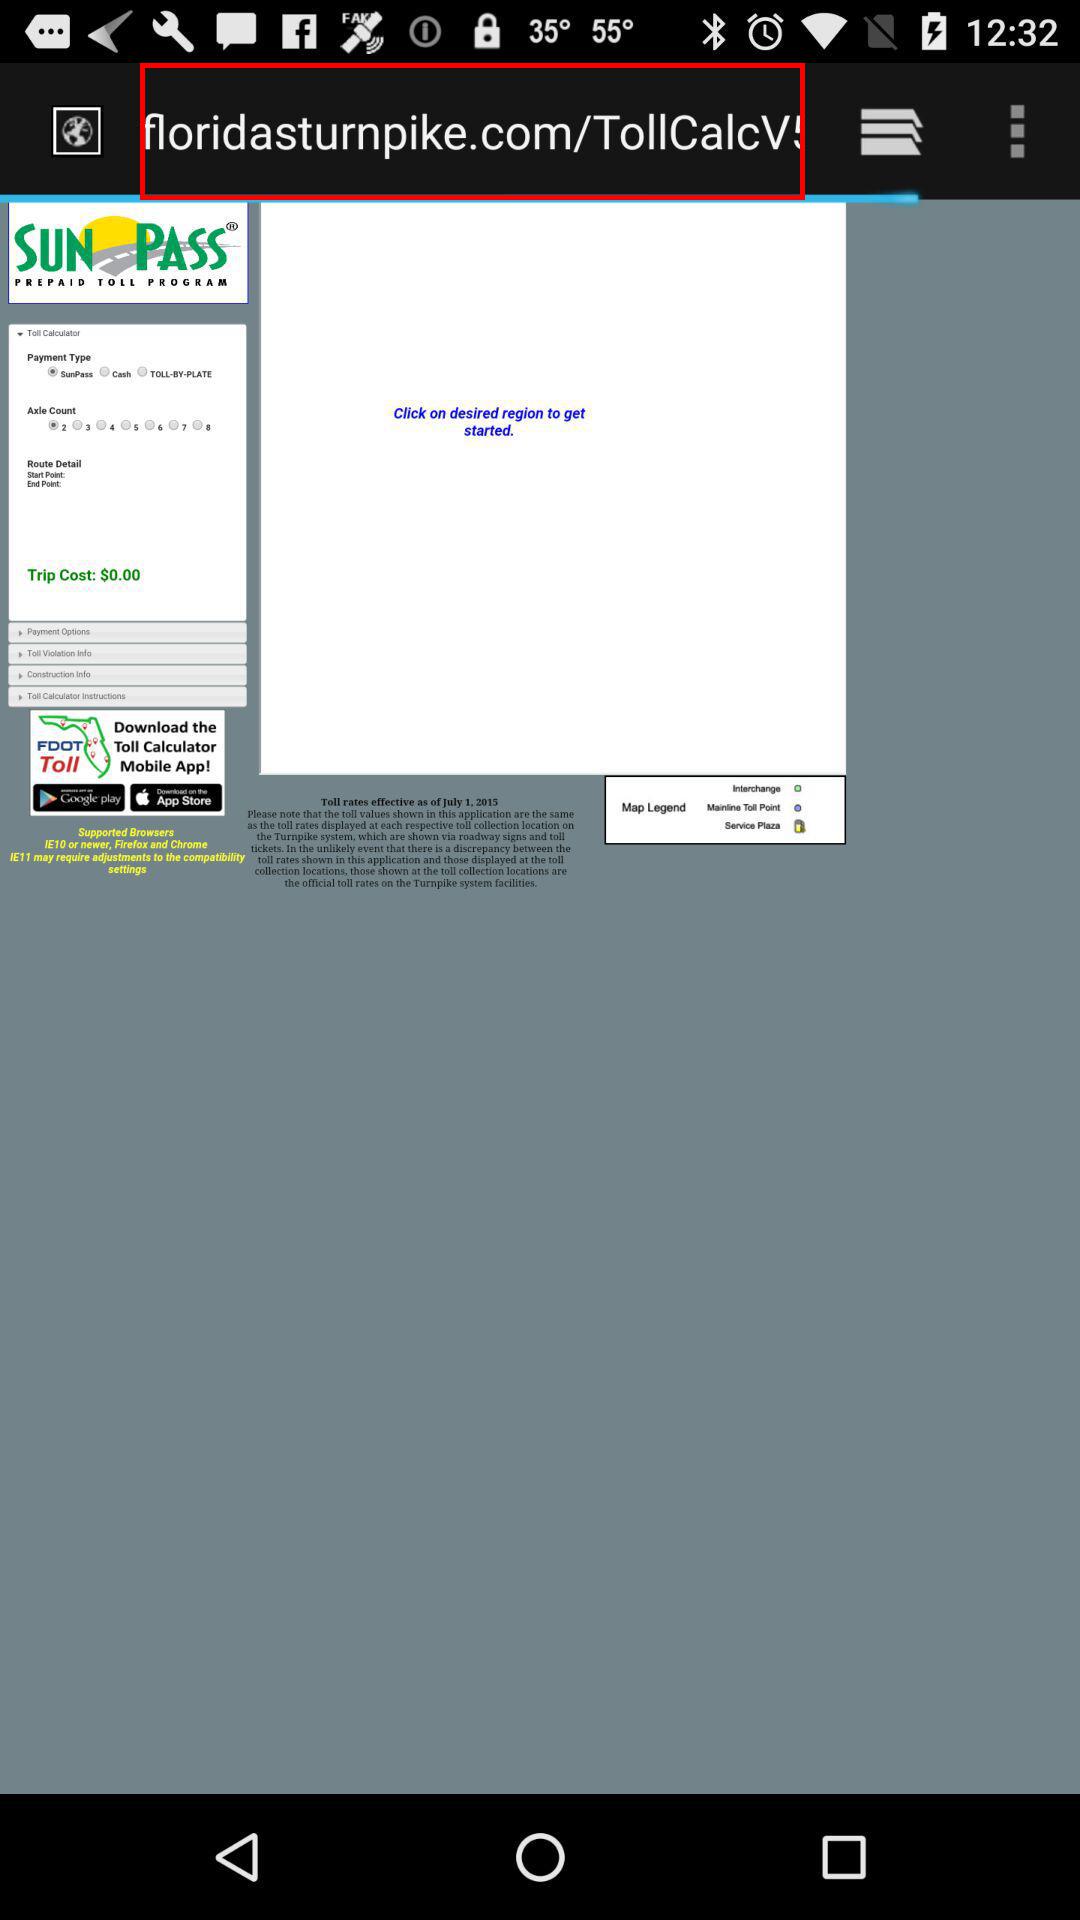 FAKE
35° 55° 12:32
floridasturnpike.com/TollCalcV5
SUN PASS®
PREPAID TOLL PROGRAM
Toll Calculator
Payment Type
SunPass Cash TOLL-BY-PLATE
Axle Count
2 3 4 5 6 7 8
Route Detail
Start Point:
End Point:
Trip Cost: $0.00
Payment Options
Toll Violation Info
Construction Info
Toll Calculator Instructions
FDOT
Toll
Download the
Toll Calculator
Mobile App!
Google play
Download on the
App Store
Supported Browsers
IE10 or newer, Firefox and Chrome
IE11 may require adjustments to the compatibility
settings
Click on desired region to get
started.
Toll rates effective as of July 1, 2015
Please note that the toll values shown in this application are the same
as the toll rates displayed at each respective toll collection location on
the Turnpike system, which are shown via roadway signs and toll
tickets. In the unlikely event that there is a discrepancy between the
toll rates shown in this application and those displayed at the toll
collection locations, those shown at the toll collection locations are
the official toll rates on the Turnpike system facilities.
Map Legend
Interchange
Mainline Toll Point
Service Plaza